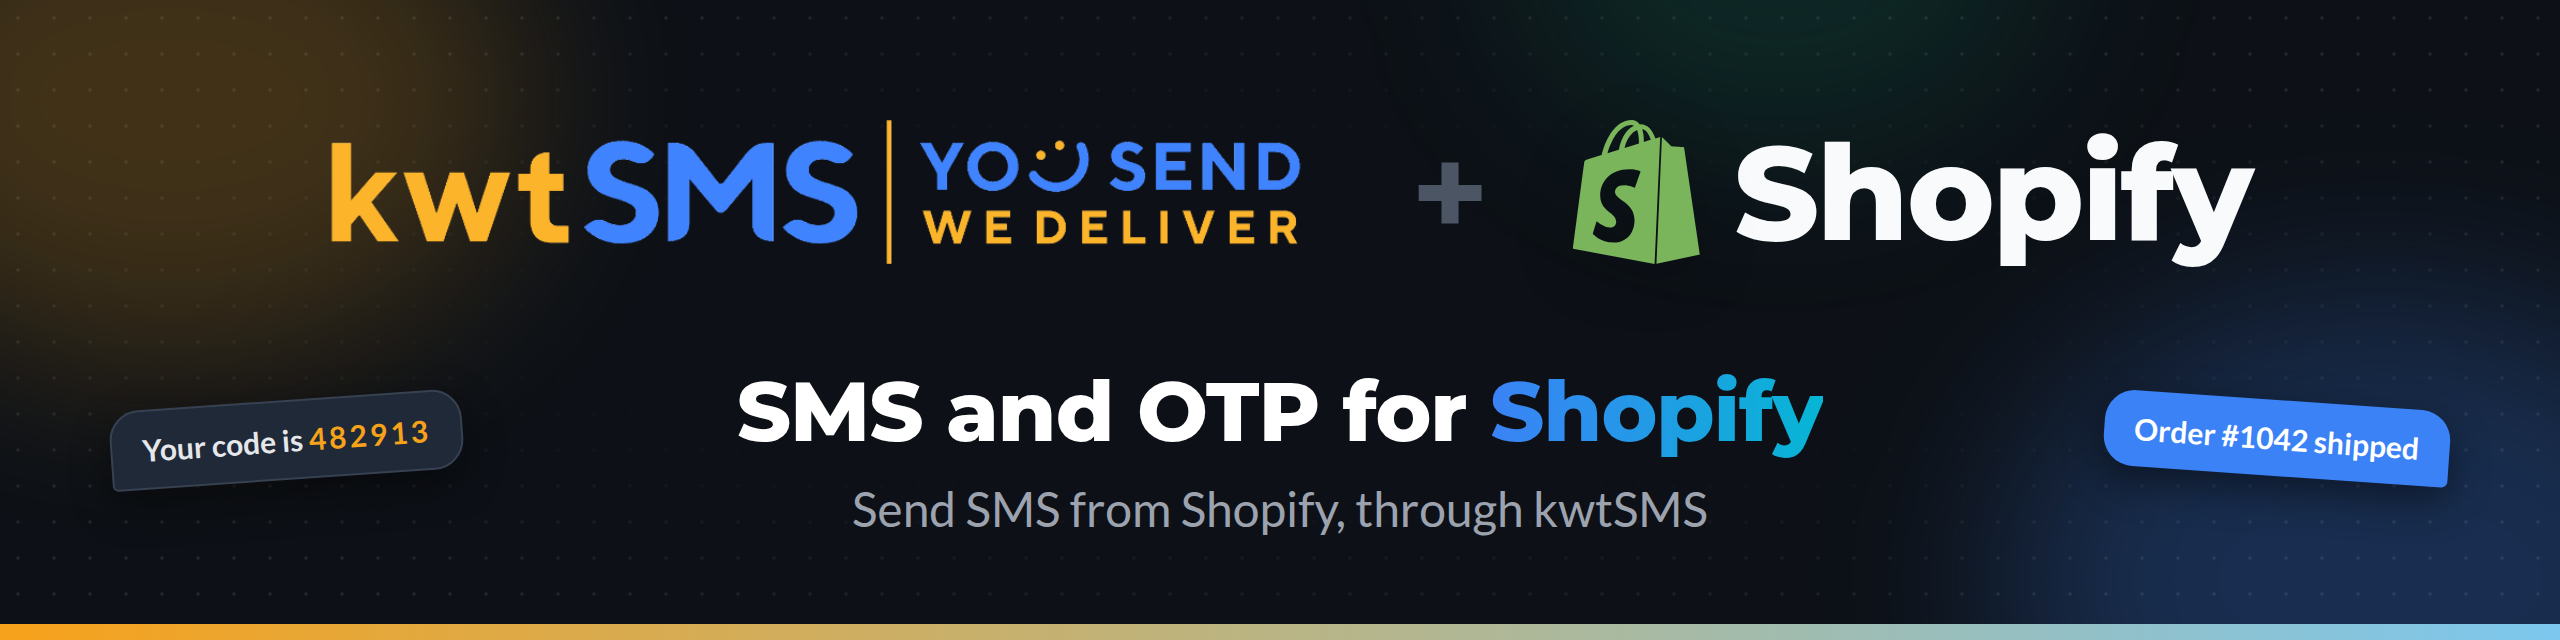 kwtSMS
YOU SEND
WE DELIVER
+
Shopify
SMS and OTP for Shopify
Your code is 482913
Order #1042 shipped
Send SMS from Shopify, through kwtSMS